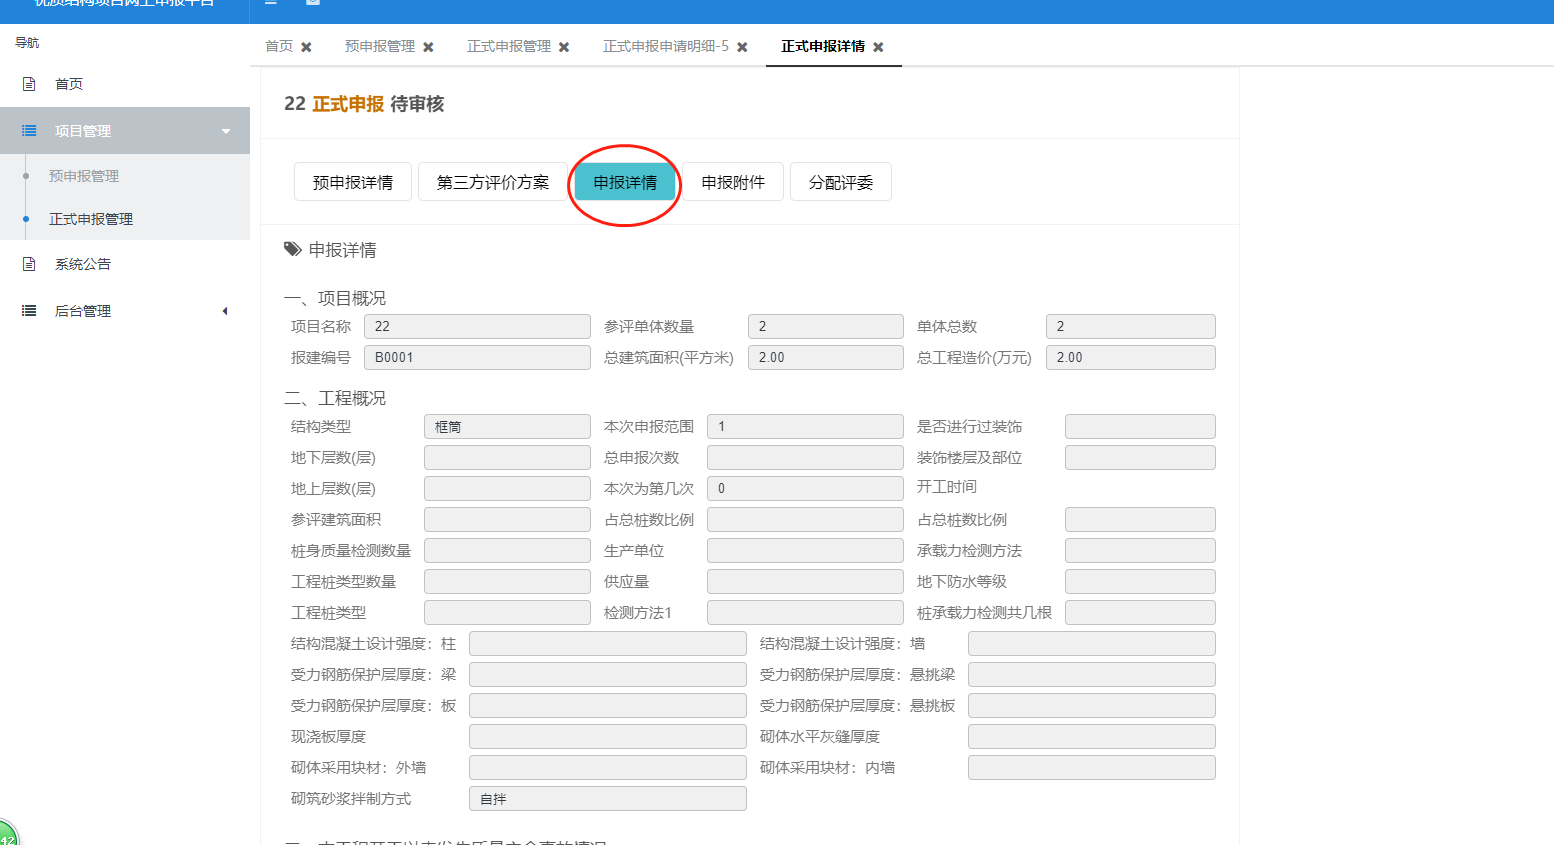 优质结构项目网上申报平台
导航
首页
项目管理
预申报管理
正式申报管理
系统公告
后台管理
首页 预申报管理 正式申报管理 正式申报申请明细-5 正式申报详情
22 正式申报 待审核
预申报详情 第三方评价方案 申报详情 申报附件 分配评委
申报详情
一、项目概况
项目名称 22 参评单体数量 2 单体总数 2
报建编号 B0001 总建筑面积(平方米) 2.00 总工程造价(万元) 2.00
二、工程概况
结构类型 框筒 本次申报范围 1 是否进行过装饰
地下层数(层) 总申报次数 装饰楼层及部位
地上层数(层) 本次为第几次 0 开工时间
参评建筑面积 占总桩数比例 占总桩数比例
桩身质量检测数量 生产单位 承载力检测方法
工程桩类型数量 供应量 地下防水等级
工程桩类型 检测方法1 桩承载力检测共几根
结构混凝土设计强度：柱 结构混凝土设计强度：墙
受力钢筋保护层厚度：梁 受力钢筋保护层厚度：悬挑梁
受力钢筋保护层厚度：板 受力钢筋保护层厚度：悬挑板
现浇板厚度 砌体水平灰缝厚度
砌体采用块材：外墙 砌体采用块材：内墙
砌筑砂浆拌制方式 自拌
42